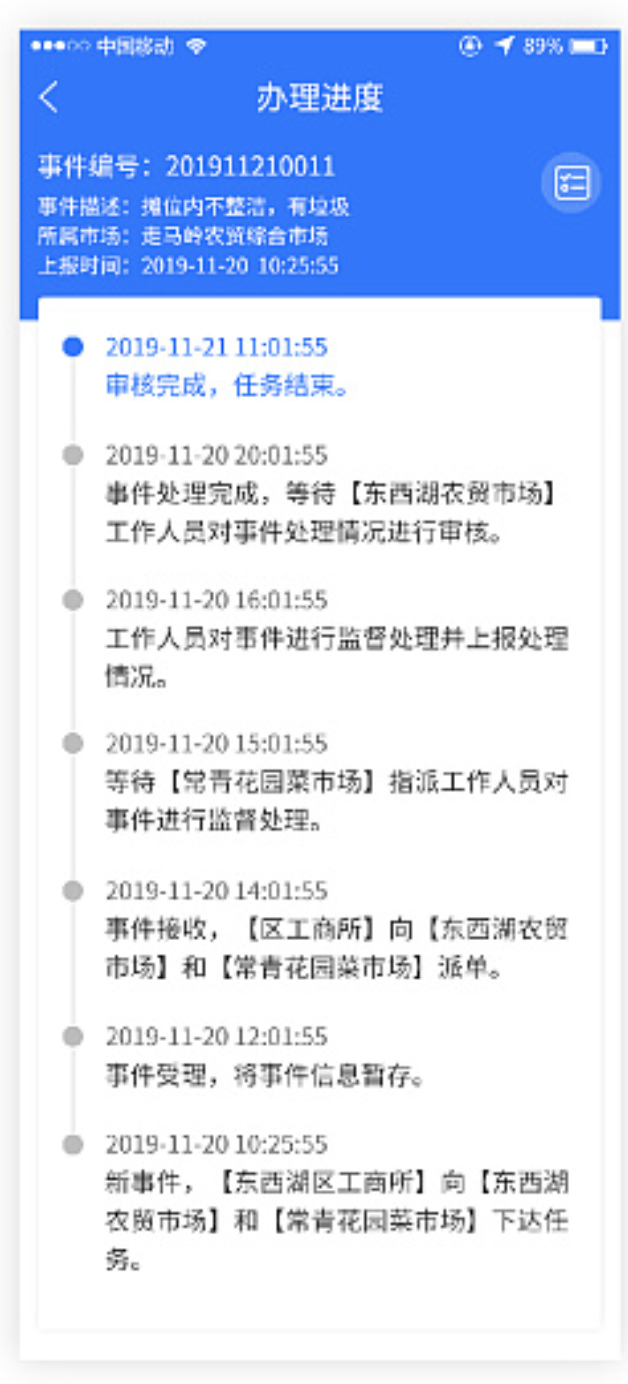 中国移动 89%
办理进度
事件编号：201911210011
事件描述：摊位内不整洁，有垃圾
所属市场：走马岭农贸综合市场
上报时间：2019-11-20 10:25:55
2019-11-21 11:01:55
审核完成，任务结束。
2019-11-20 20:01:55
事件处理完成，等待【东西湖农贸市场】
工作人员对事件处理情况进行审核。
2019-11-20 16:01:55
工作人员对事件进行监督处理并上报处理
情况。
2019-11-20 15:01:55
等待【常青花园菜市场】指派工作人员对
事件进行监督处理。
2019-11-20 14:01:55
事件接收，【区工商所】向【东西湖农贸
市场】和【常青花园菜市场】派单。
2019-11-20 12:01:55
事件受理，将事件信息暂存。
2019-11-20 10:25:55
新事件，【东西湖区工商所】向【东西湖
农贸市场】和【常青花园菜市场】下达任
务。